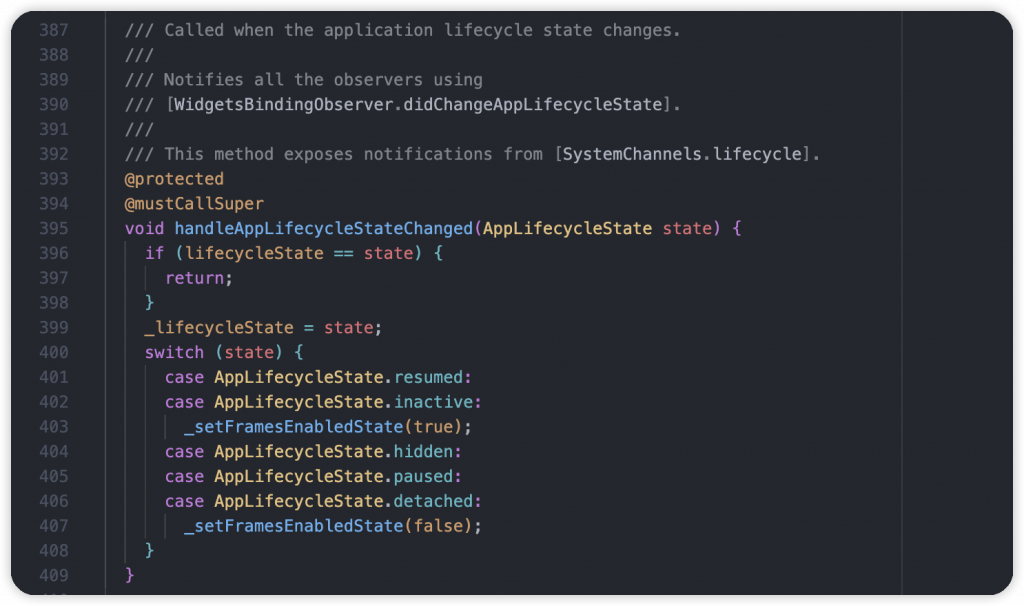 387 /// Called when the application lifecycle state changes.
388 ///
389 /// Notifies all the observers using
390 /// [WidgetsBindingObserver.didChangeAppLifecycleState].
391 ///
392 /// This method exposes notifications from [SystemChannels.lifecycle].
393 @protected
394 @mustCallSuper
395 void handleAppLifecycleStateChanged(AppLifecycleState state) {
396 if (lifecycleState == state) {
397 return;
398 }
399 _lifecycleState = state;
400 switch (state) {
401 case AppLifecycleState.resumed:
402 case AppLifecycleState.inactive:
403 _setFramesEnabledState(true);
404 case AppLifecycleState.hidden:
405 case AppLifecycleState.paused:
406 case AppLifecycleState.detached:
407 _setFramesEnabledState(false);
408 }
409 }